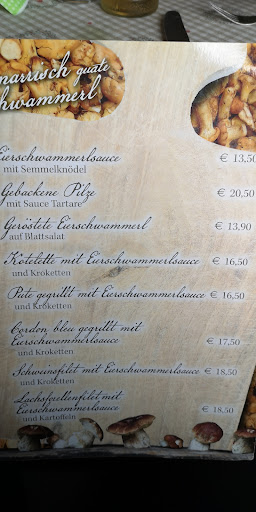 narrisch guate
hwammerl
Eierschwammerlsauce € 13,50
mit Semmelknödel
Gebackene Pilze € 20,50
mit Sauce Tartare
Geröstete Eierschwammerl € 13,90
auf Blattsalat
Kotelette mit Eierschwammerlsauce € 16,50
und Kroketten
Pute gegrillt mit Eierschwammerlsauce € 16,50
und Kroketten
Cordon bleu gegrillt mit
Eierschwammerlsauce € 17,50
und Kroketten
Schweinsfilet mit Eierschwammerlsauce € 18,50
und Kroketten
Lachsforellenfilet mit
Eierschwammerlsauce € 18,50
und Kartoffeln